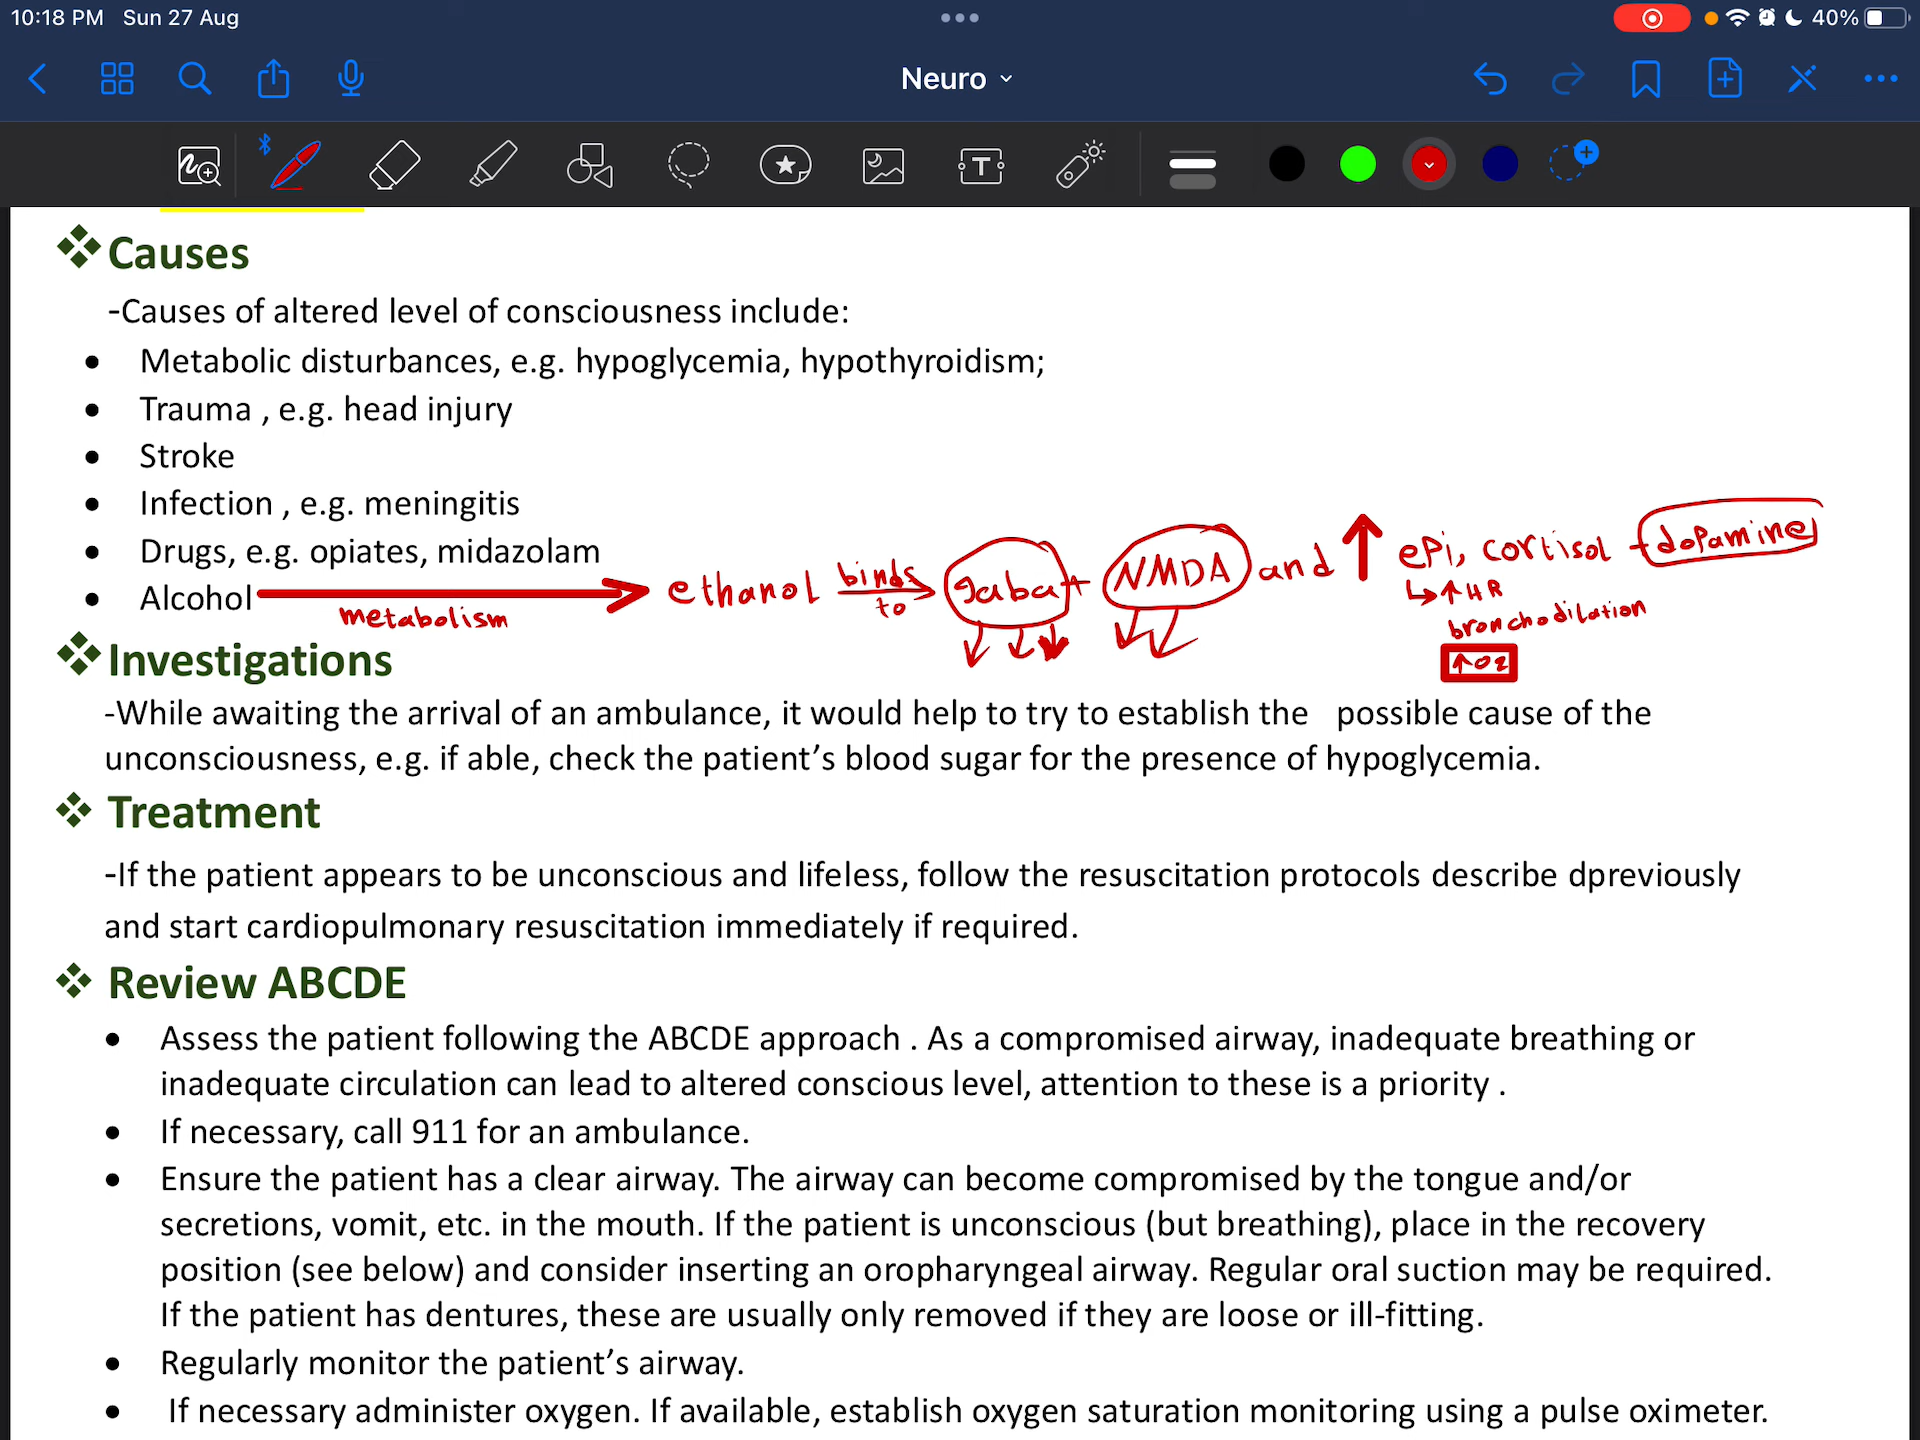 10:18 PM Sun 27 Aug
40%
Neuro
Causes
-Causes of altered level of consciousness include:
• Metabolic disturbances, e.g. hypoglycemia, hypothyroidism;
• Trauma , e.g. head injury
• Stroke
• Infection , e.g. meningitis
• Drugs, e.g. opiates, midazolam
• Alcohol
metabolism
ethanol binds to gaba + NMDA and ↑ epi, cortisol + dopamine
↳ ↑ HR
bronchodilation
↑O2
Investigations
-While awaiting the arrival of an ambulance, it would help to try to establish the possible cause of the
unconsciousness, e.g. if able, check the patient’s blood sugar for the presence of hypoglycemia.
Treatment
-If the patient appears to be unconscious and lifeless, follow the resuscitation protocols describe dpreviously
and start cardiopulmonary resuscitation immediately if required.
Review ABCDE
• Assess the patient following the ABCDE approach . As a compromised airway, inadequate breathing or
inadequate circulation can lead to altered conscious level, attention to these is a priority .
• If necessary, call 911 for an ambulance.
• Ensure the patient has a clear airway. The airway can become compromised by the tongue and/or
secretions, vomit, etc. in the mouth. If the patient is unconscious (but breathing), place in the recovery
position (see below) and consider inserting an oropharyngeal airway. Regular oral suction may be required.
If the patient has dentures, these are usually only removed if they are loose or ill-fitting.
• Regularly monitor the patient’s airway.
• If necessary administer oxygen. If available, establish oxygen saturation monitoring using a pulse oximeter.